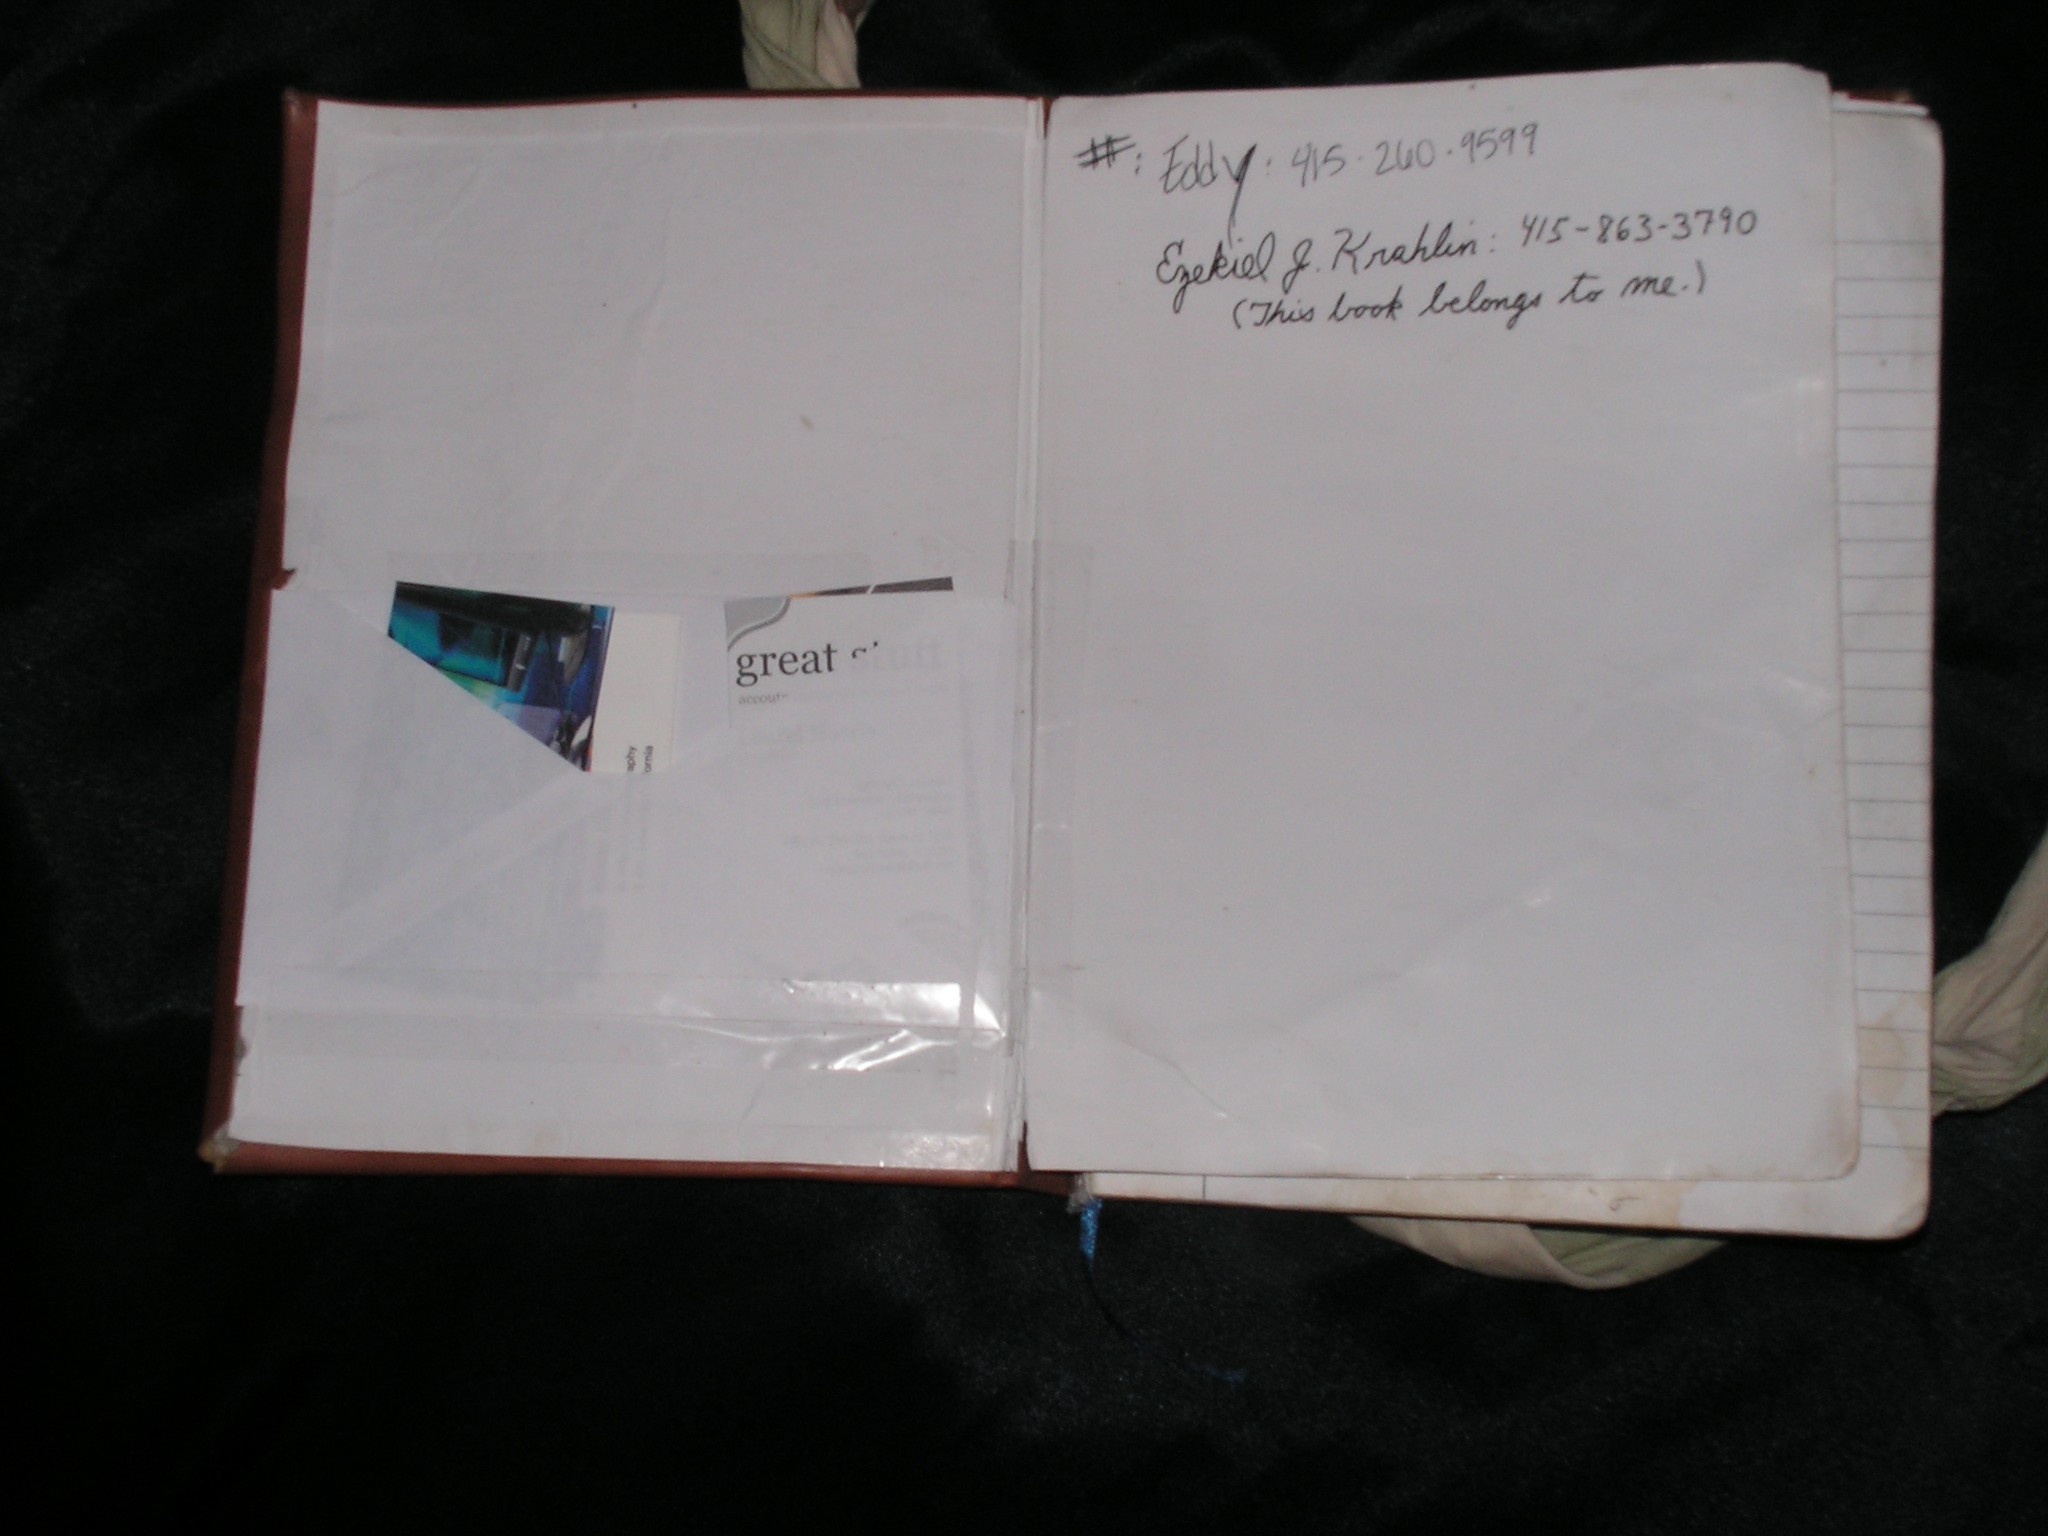 great
#: Eddy: 415·260·9599
Ezekiel J. Krahlin: 415-863-3790
(This book belongs to me.)